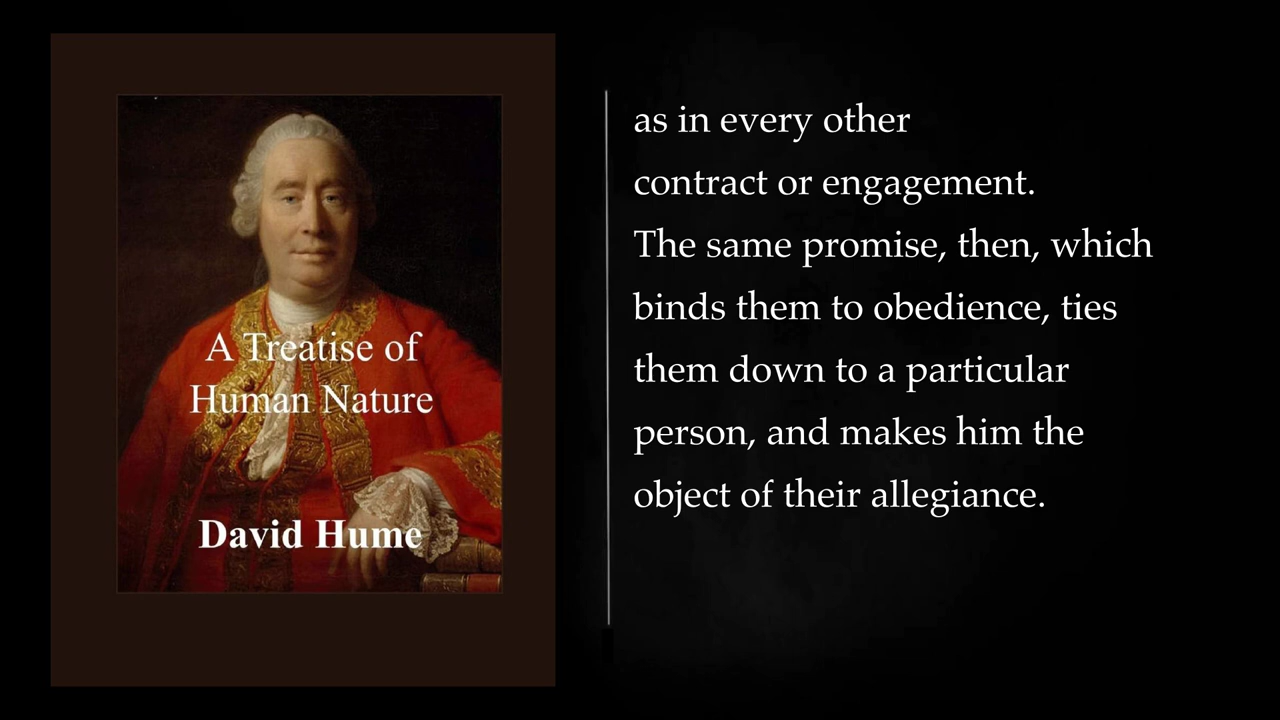 A Treatise of
Human Nature
David Hume
as in every other
contract or engagement.
The same promise, then, which
binds them to obedience, ties
them down to a particular
person, and makes him the
object of their allegiance.